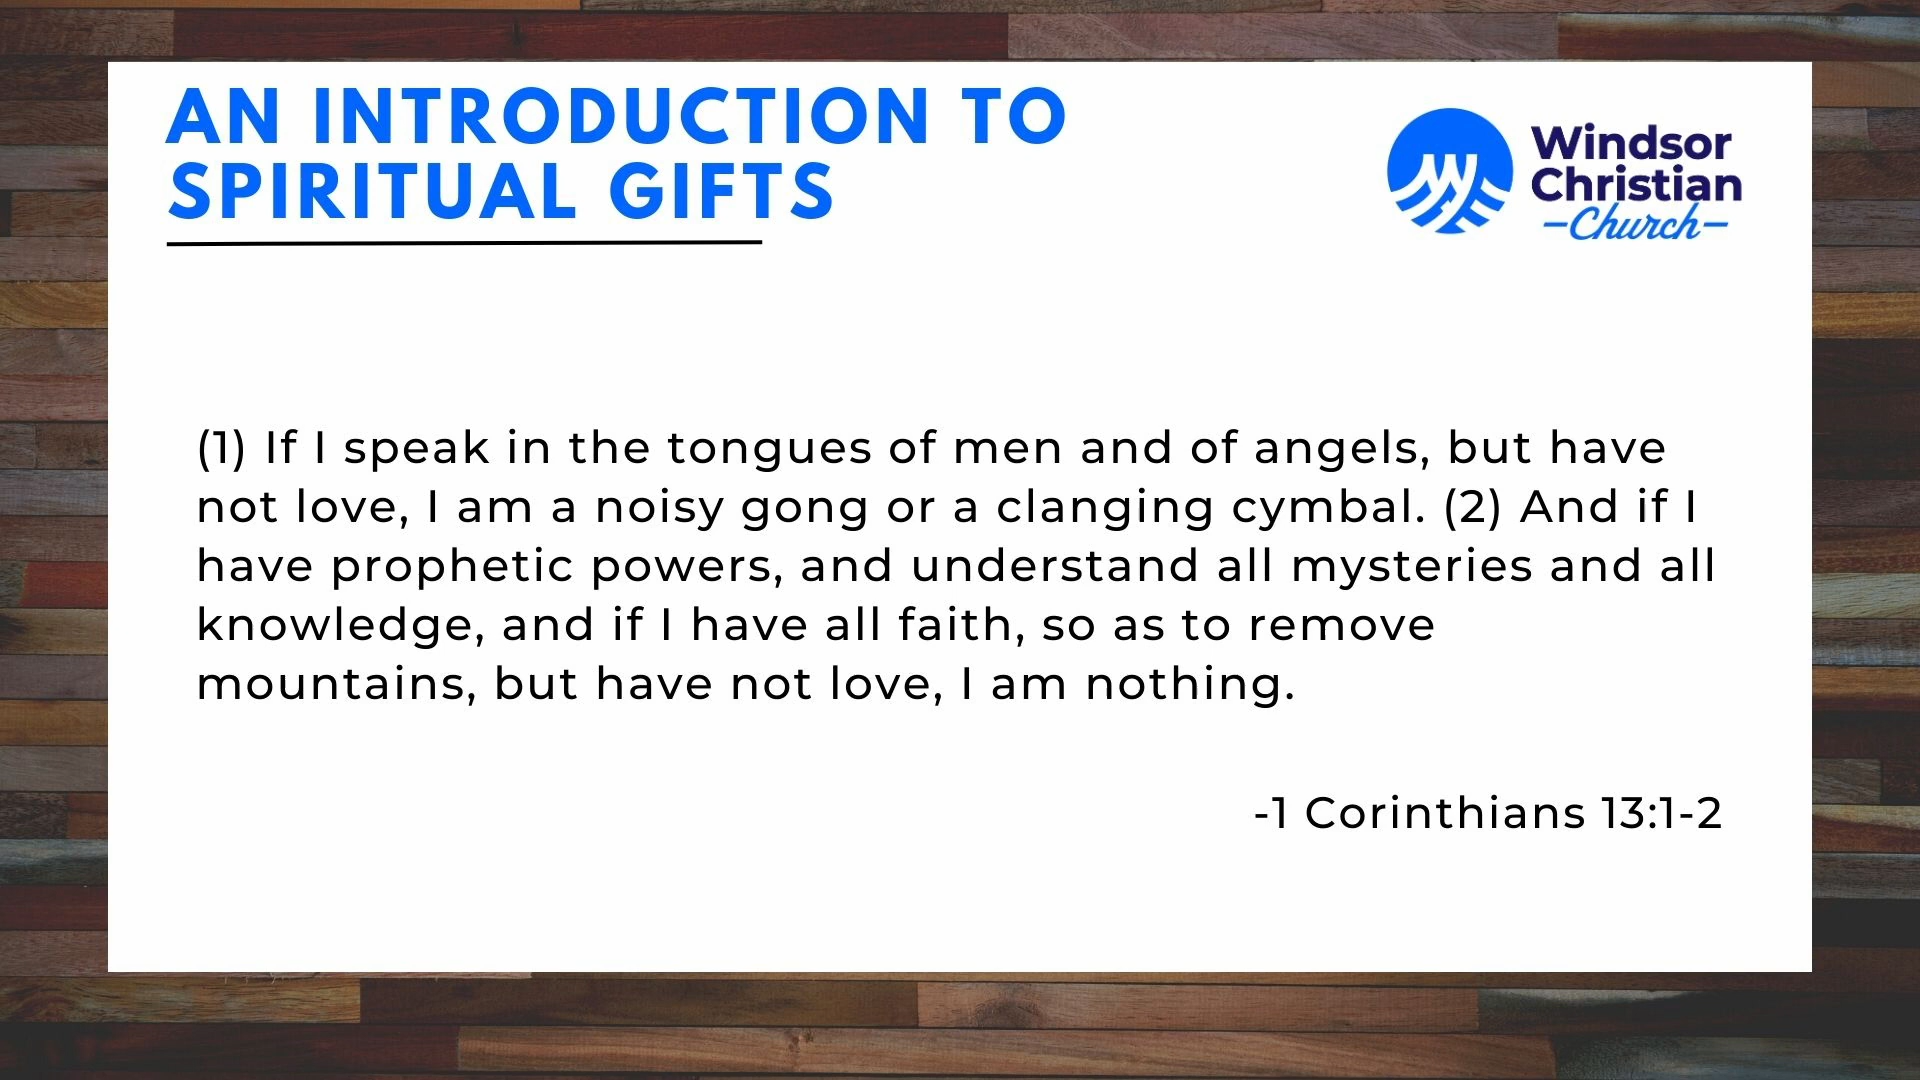 AN INTRODUCTION TO
SPIRITUAL GIFTS
Windsor
Christian
-Church-
(1) If I speak in the tongues of men and of angels, but have
not love, I am a noisy gong or a clanging cymbal. (2) And if I
have prophetic powers, and understand all mysteries and all
knowledge, and if I have all faith, so as to remove
mountains, but have not love, I am nothing.
-1 Corinthians 13:1-2